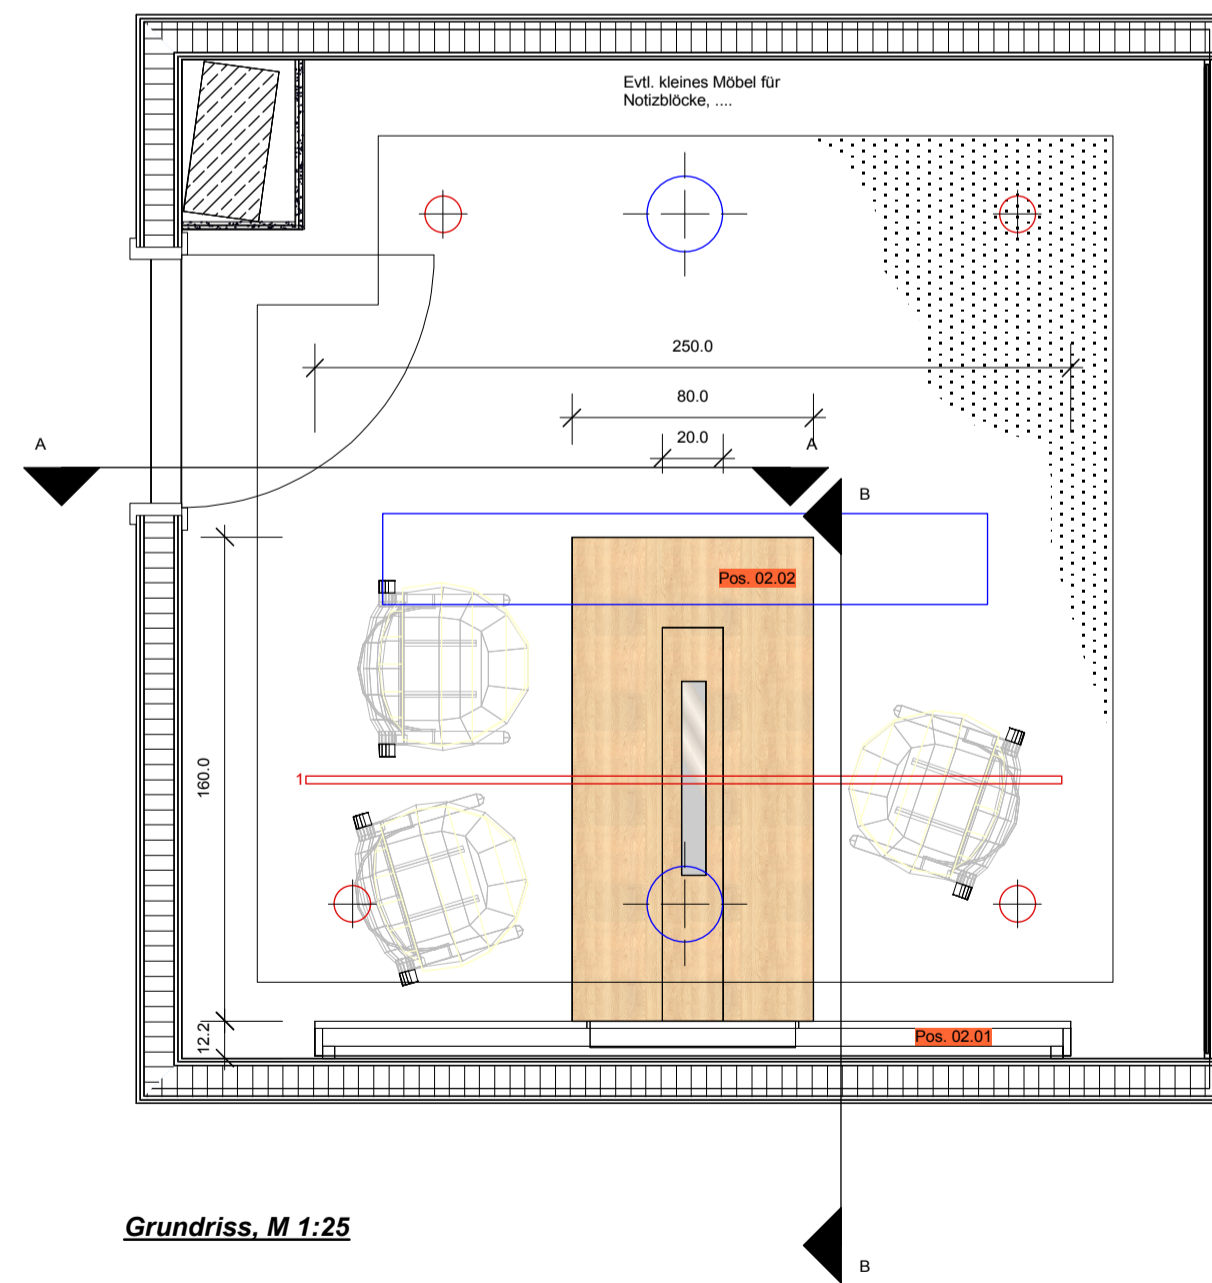 Evtl. kleines Möbel für
Notizblöcke, ....
250.0
80.0
20.0
A
A
B
Pos. 02.02
160.0
1
12.2
Pos. 02.01
Grundriss, M 1:25
B